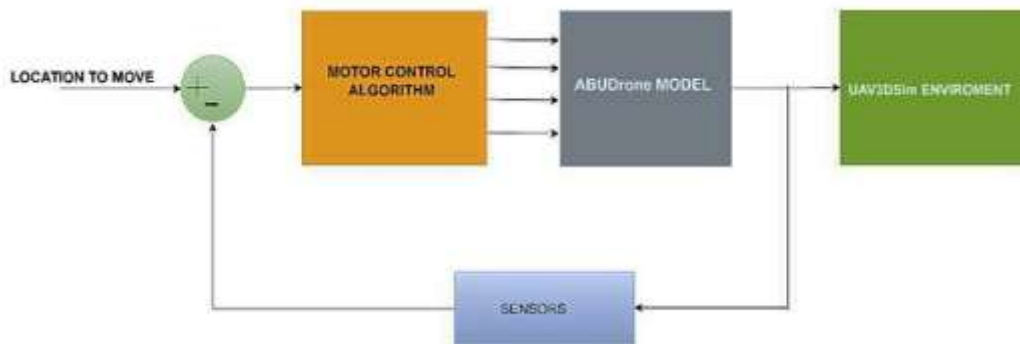 LOCATION TO MOVE
+
-
MOTOR CONTROL
ALGORITHM
ABUDrone MODEL
UAV3DSim ENVIROMENT
SENSORS